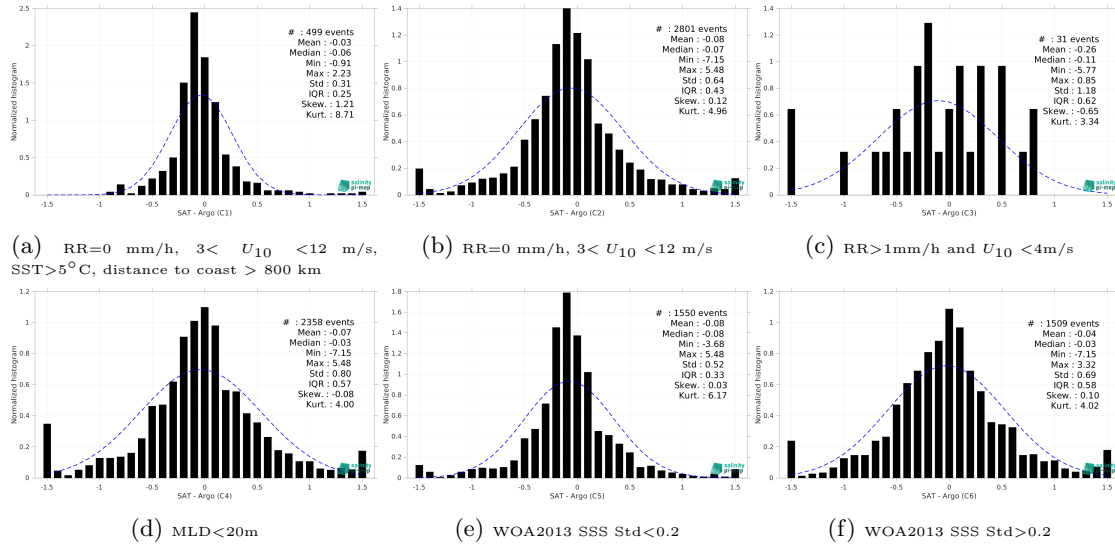 2.5
2
1.5
1
0.5
0
Normalized histogram
# : 499 events
Mean : -0.03
Median : -0.06
Min : -0.91
Max : 2.23
Std : 0.31
IQR : 0.25
Skew. : 1.21
Kurt. : 8.71
salinity
pi-mep
-1.5 -1 -0.5 0 0.5 1 1.5
SAT - Argo (C1)
(a) RR=0 mm/h, 3< U10 <12 m/s,
SST>5°C, distance to coast > 800 km
1.4
1.2
1
0.8
0.6
0.4
0.2
0
Normalized histogram
# : 2801 events
Mean : -0.08
Median : -0.07
Min : -7.15
Max : 5.48
Std : 0.64
IQR : 0.43
Skew. : 0.12
Kurt. : 4.96
salinity
pi-mep
-1.5 -1 -0.5 0 0.5 1 1.5
SAT - Argo (C2)
(b) RR=0 mm/h, 3< U10 <12 m/s
1.4
1.2
1
0.8
0.6
0.4
0.2
0
Normalized histogram
# : 31 events
Mean : -0.26
Median : -0.11
Min : -5.77
Max : 0.85
Std : 1.18
IQR : 0.62
Skew. : -0.65
Kurt. : 3.34
salinity
pi-mep
-1.5 -1 -0.5 0 0.5 1 1.5
SAT - Argo (C3)
(c) RR>1mm/h and U10 <4m/s
1.2
1
0.8
0.6
0.4
0.2
0
Normalized histogram
# : 2358 events
Mean : -0.07
Median : -0.03
Min : -7.15
Max : 5.48
Std : 0.80
IQR : 0.57
Skew. : -0.08
Kurt. : 4.00
salinity
pi-mep
-1.5 -1 -0.5 0 0.5 1 1.5
SAT - Argo (C4)
(d) MLD<20m
1.8
1.6
1.4
1.2
1
0.8
0.6
0.4
0.2
0
Normalized histogram
# : 1550 events
Mean : -0.08
Median : -0.08
Min : -3.68
Max : 5.48
Std : 0.52
IQR : 0.33
Skew. : 0.03
Kurt. : 6.17
salinity
pi-mep
-1.5 -1 -0.5 0 0.5 1 1.5
SAT - Argo (C5)
(e) WOA2013 SSS Std<0.2
1.2
1
0.8
0.6
0.4
0.2
0
Normalized histogram
# : 1509 events
Mean : -0.04
Median : -0.03
Min : -7.15
Max : 3.32
Std : 0.69
IQR : 0.58
Skew. : 0.10
Kurt. : 4.02
salinity
pi-mep
-1.5 -1 -0.5 0 0.5 1 1.5
SAT - Argo (C6)
(f) WOA2013 SSS Std>0.2